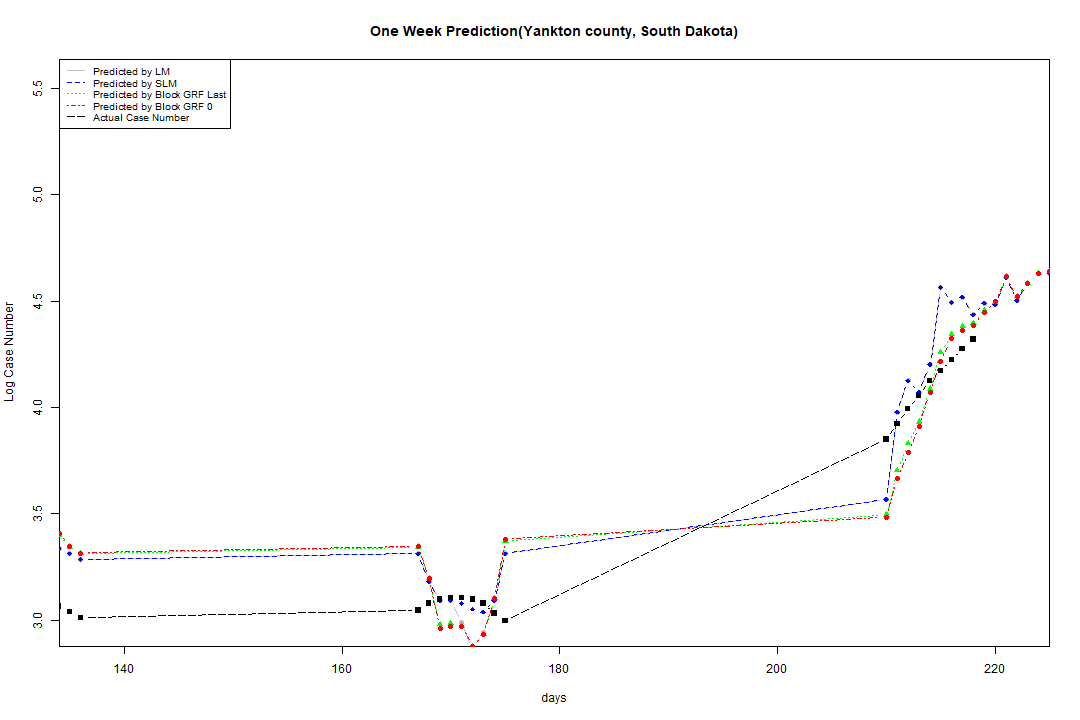 One Week Prediction(Yankton county, South Dakota)
Predicted by LM
Predicted by SLM
Predicted by Block GRF Last
Predicted by Block GRF 0
Actual Case Number
5.5
5.0
4.5
4.0
3.5
3.0
Log Case Number
140 160 180 200 220
days